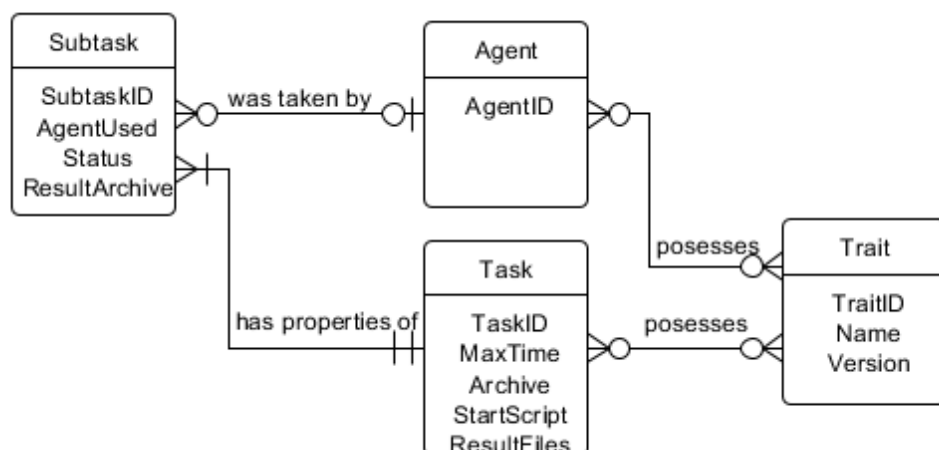 Subtask
SubtaskID
AgentUsed
Status
ResultArchive
was taken by
Agent
AgentID
has properties of
Task
TaskID
MaxTime
Archive
StartScript
ResultFiles
posesses
posesses
Trait
TraitID
Name
Version